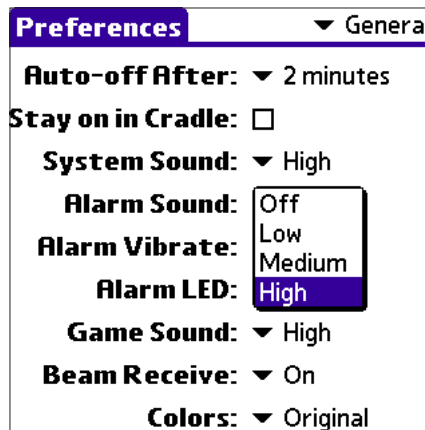 Preferences
Genera
Auto-off After: 2 minutes
Stay on in Cradle:
System Sound: High
Alarm Sound: Off
Low
Alarm Vibrate:
Medium
Alarm LED: High
Game Sound: High
Beam Receive: On
Colors: Original